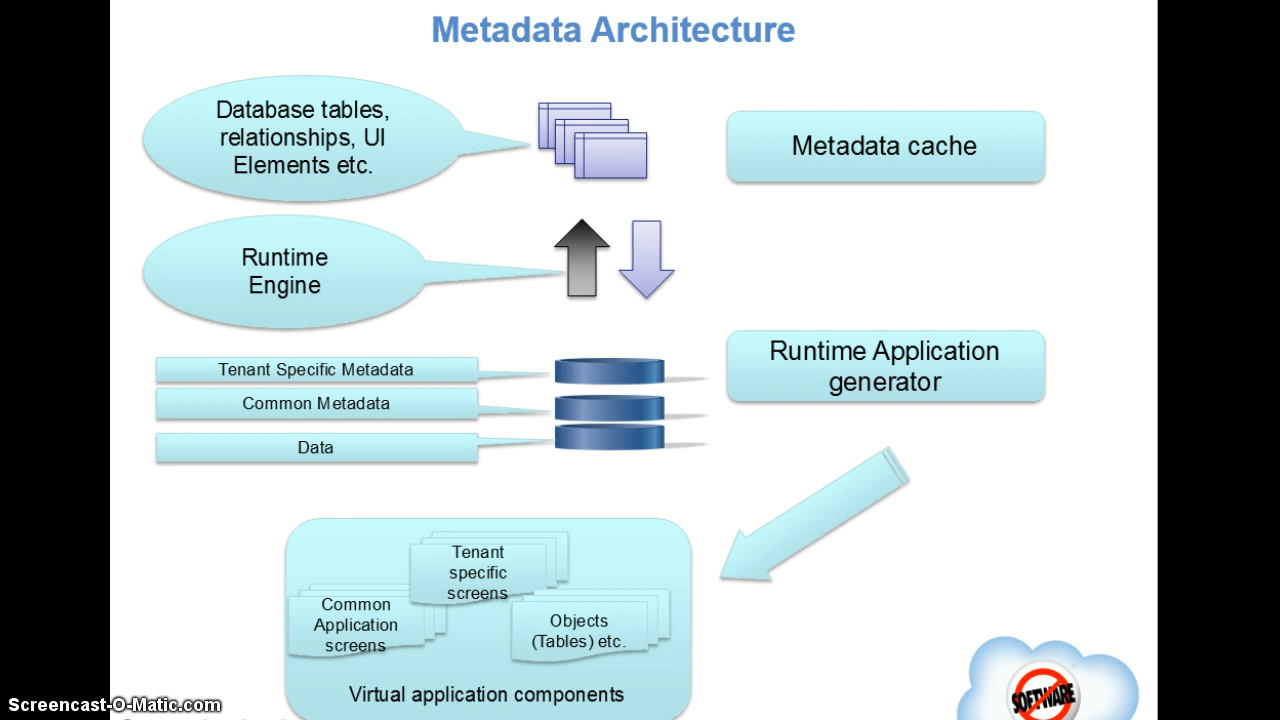 Metadata Architecture
Database tables,
relationships, UI
Elements etc.
Metadata cache
Runtime
Engine
Tenant Specific Metadata
Common Metadata
Data
Runtime Application
generator
Tenant
specific
screens
Common
Application
screens
Objects
(Tables) etc.
Virtual application components
SOFTWARE
Screencast-O-Matic.com